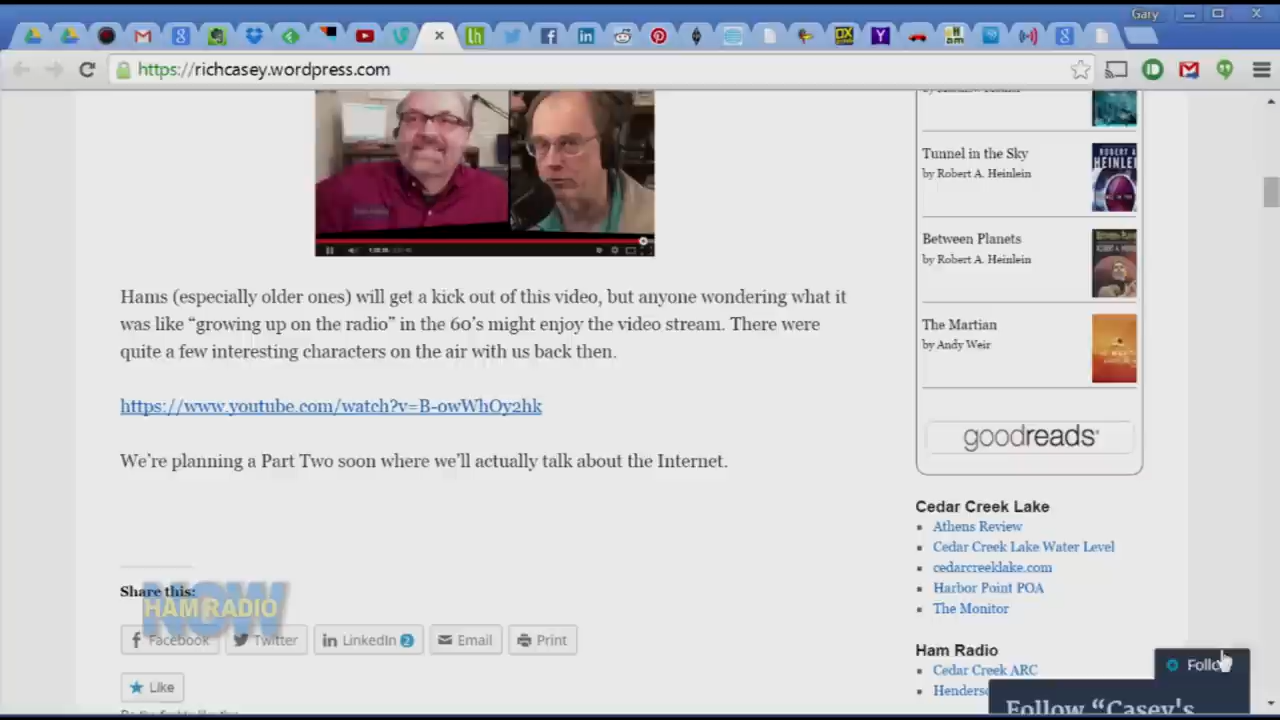 Gary
https://richcasey.wordpress.com
Tunnel in the Sky
by Robert A. Heinlein
Between Planets
by Robert A. Heinlein
The Martian
by Andy Weir
goodreads
Hams (especially older ones) will get a kick out of this video, but anyone wondering what it
was like “growing up on the radio” in the 60’s might enjoy the video stream. There were
quite a few interesting characters on the air with us back then.
https://www.youtube.com/watch?v=B-owWhOy2hk
We’re planning a Part Two soon where we’ll actually talk about the Internet.
Cedar Creek Lake
Athens Review
Cedar Creek Lake Water Level
cedarcreeklake.com
Harbor Point POA
The Monitor
Share this:
NOW
HAM RADIO
Facebook Twitter LinkedIn 2 Email Print
Like
Ham Radio
Cedar Creek ARC
Follow
Follow “Casey's